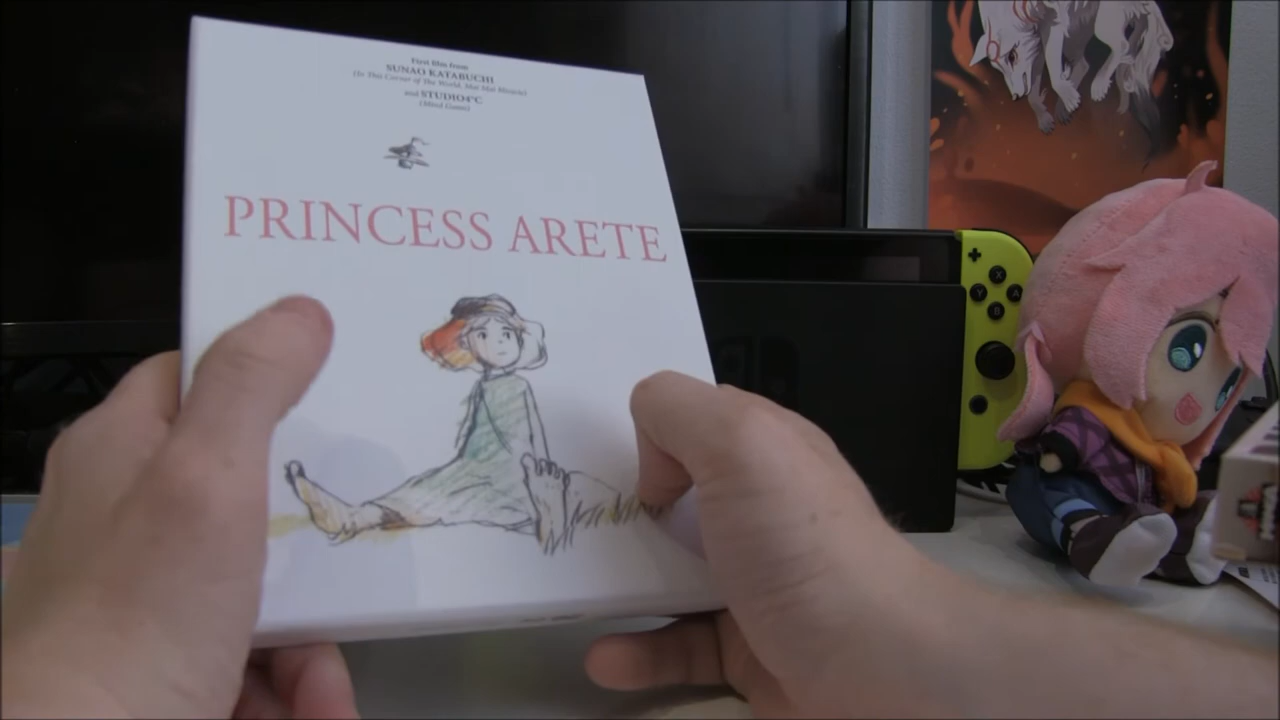 First film from
SUNAO KATABUCHI
(In This Corner of The World, Mai Mai Miracle)
and STUDIO4°C
(Mind Game)
PRINCESS ARETE
X
Y A
B